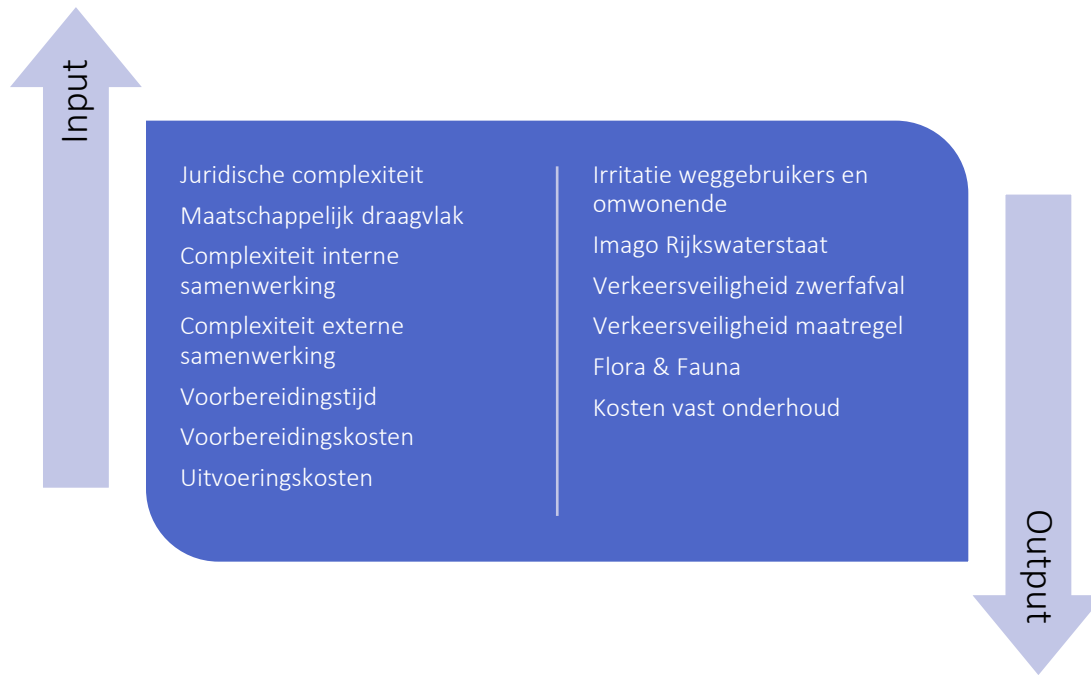 Input
Juridische complexiteit
Maatschappelijk draagvlak
Complexiteit interne
samenwerking
Complexiteit externe
samenwerking
Voorbereidingstijd
Voorbereidingskosten
Uitvoeringskosten
Irritatie weggebruikers en
omwonende
Imago Rijkswaterstaat
Verkeersveiligheid zwerfafval
Verkeersveiligheid maatregel
Flora & Fauna
Kosten vast onderhoud
Output